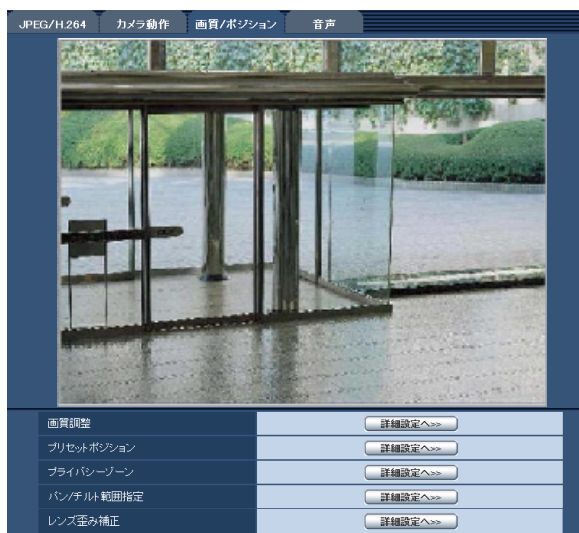 JPEG/H.264 カメラ動作 画質/ポジション 音声
画質調整 詳細設定へ>>
プリセットポジション 詳細設定へ>>
プライバシーゾーン 詳細設定へ>>
パン/チルト範囲指定 詳細設定へ>>
レンズ歪み補正 詳細設定へ>>